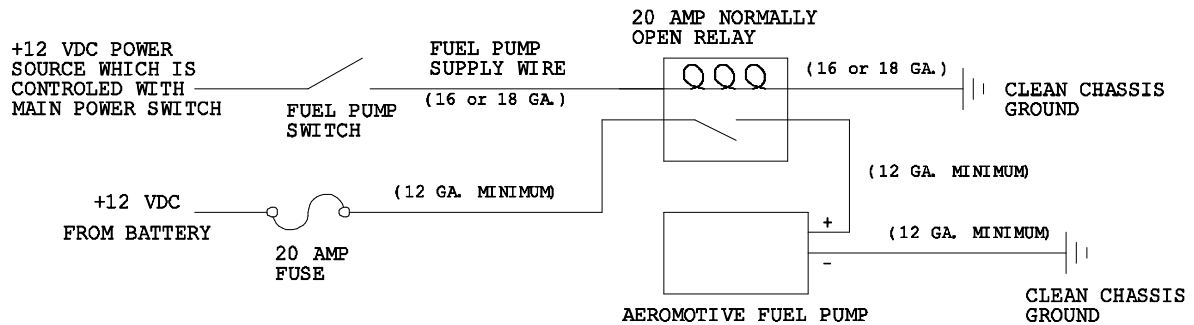 +12 VDC POWER
SOURCE WHICH IS
CONTROLED WITH
MAIN POWER SWITCH
FUEL PUMP
SWITCH
FUEL PUMP
SUPPLY WIRE
(16 or 18 GA.)
20 AMP NORMALLY
OPEN RELAY
(16 or 18 GA.)
CLEAN CHASSIS
GROUND
+12 VDC
FROM BATTERY
20 AMP
FUSE
(12 GA. MINIMUM)
(12 GA. MINIMUM)
+
-
(12 GA. MINIMUM)
CLEAN CHASSIS
GROUND
AEROMOTIVE FUEL PUMP